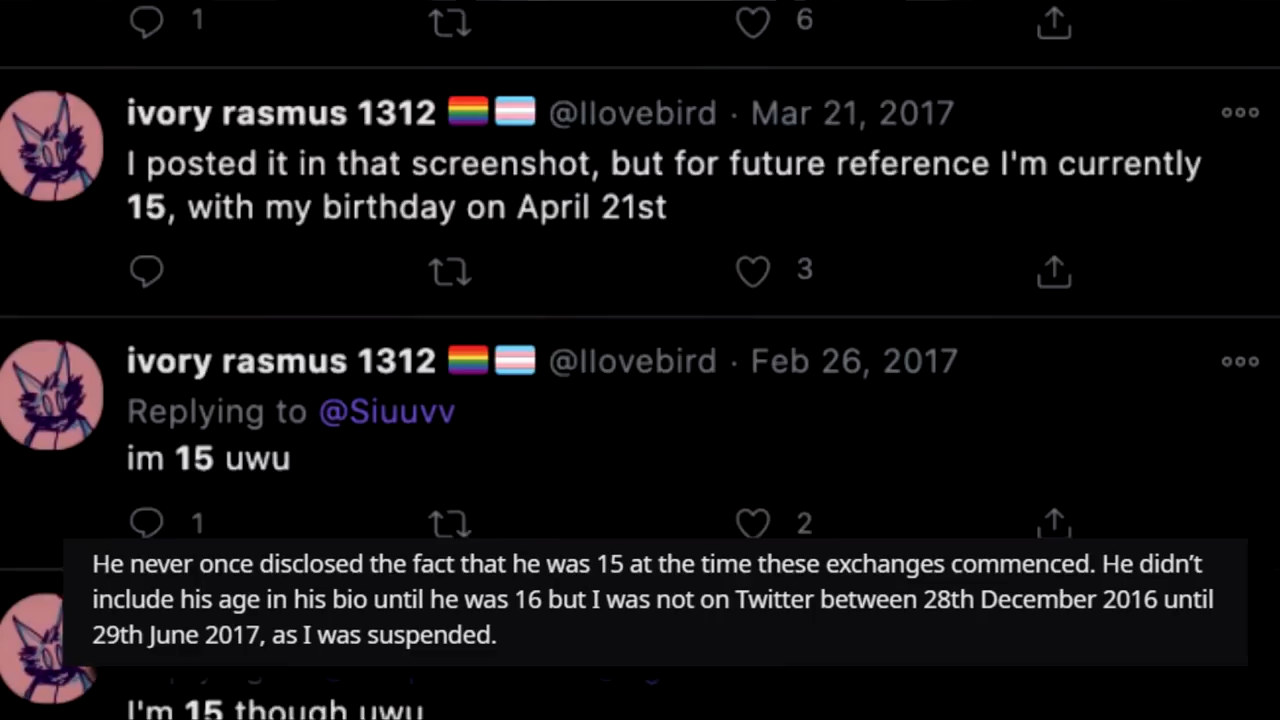 1 6
ivory rasmus 1312 🏳️‍🌈🏳️‍⚧️ @Ilovebird · Mar 21, 2017
I posted it in that screenshot, but for future reference I'm currently
15, with my birthday on April 21st
3
ivory rasmus 1312 🏳️‍🌈🏳️‍⚧️ @Ilovebird · Feb 26, 2017
Replying to @Siuuvv
im 15 uwu
1 2
He never once disclosed the fact that he was 15 at the time these exchanges commenced. He didn’t
include his age in his bio until he was 16 but I was not on Twitter between 28th December 2016 until
29th June 2017, as I was suspended.
I'm 15 though uwu